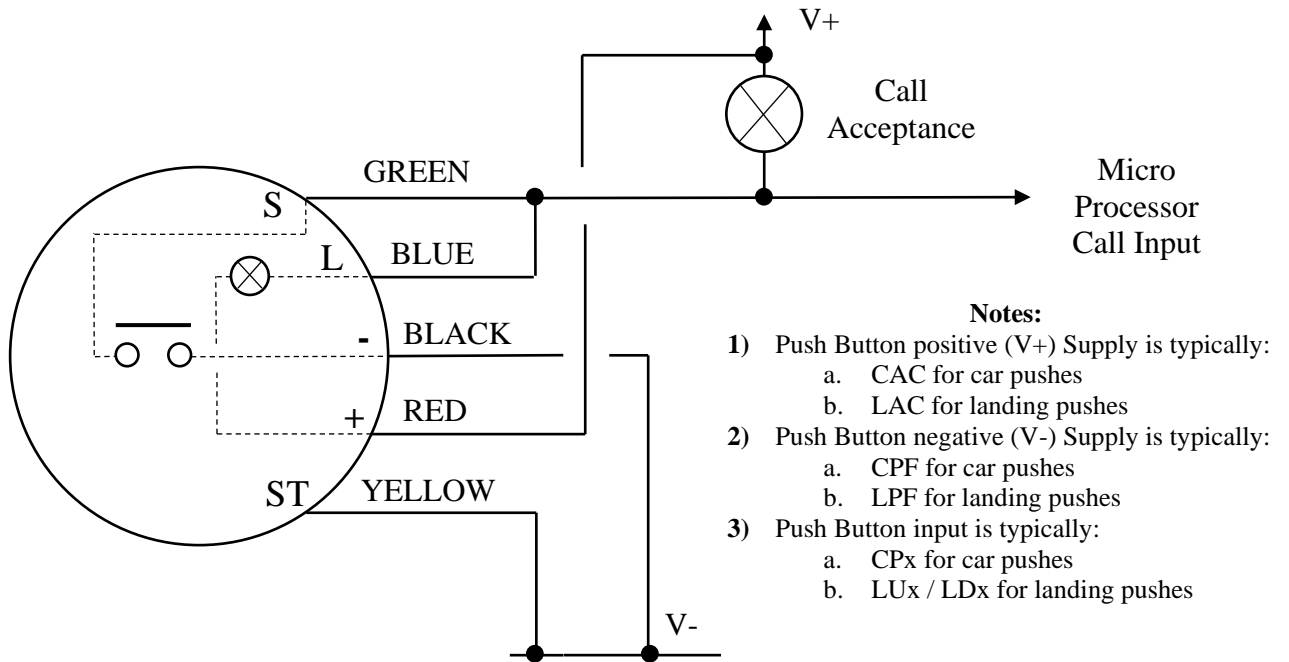 V+
Call
Acceptance
GREEN
S
Micro
Processor
Call Input
L
BLUE
-
BLACK
+
RED
ST
YELLOW
V-
Notes:
1) Push Button positive (V+) Supply is typically:
a. CAC for car pushes
b. LAC for landing pushes
2) Push Button negative (V-) Supply is typically:
a. CPF for car pushes
b. LPF for landing pushes
3) Push Button input is typically:
a. CPx for car pushes
b. LUx / LDx for landing pushes